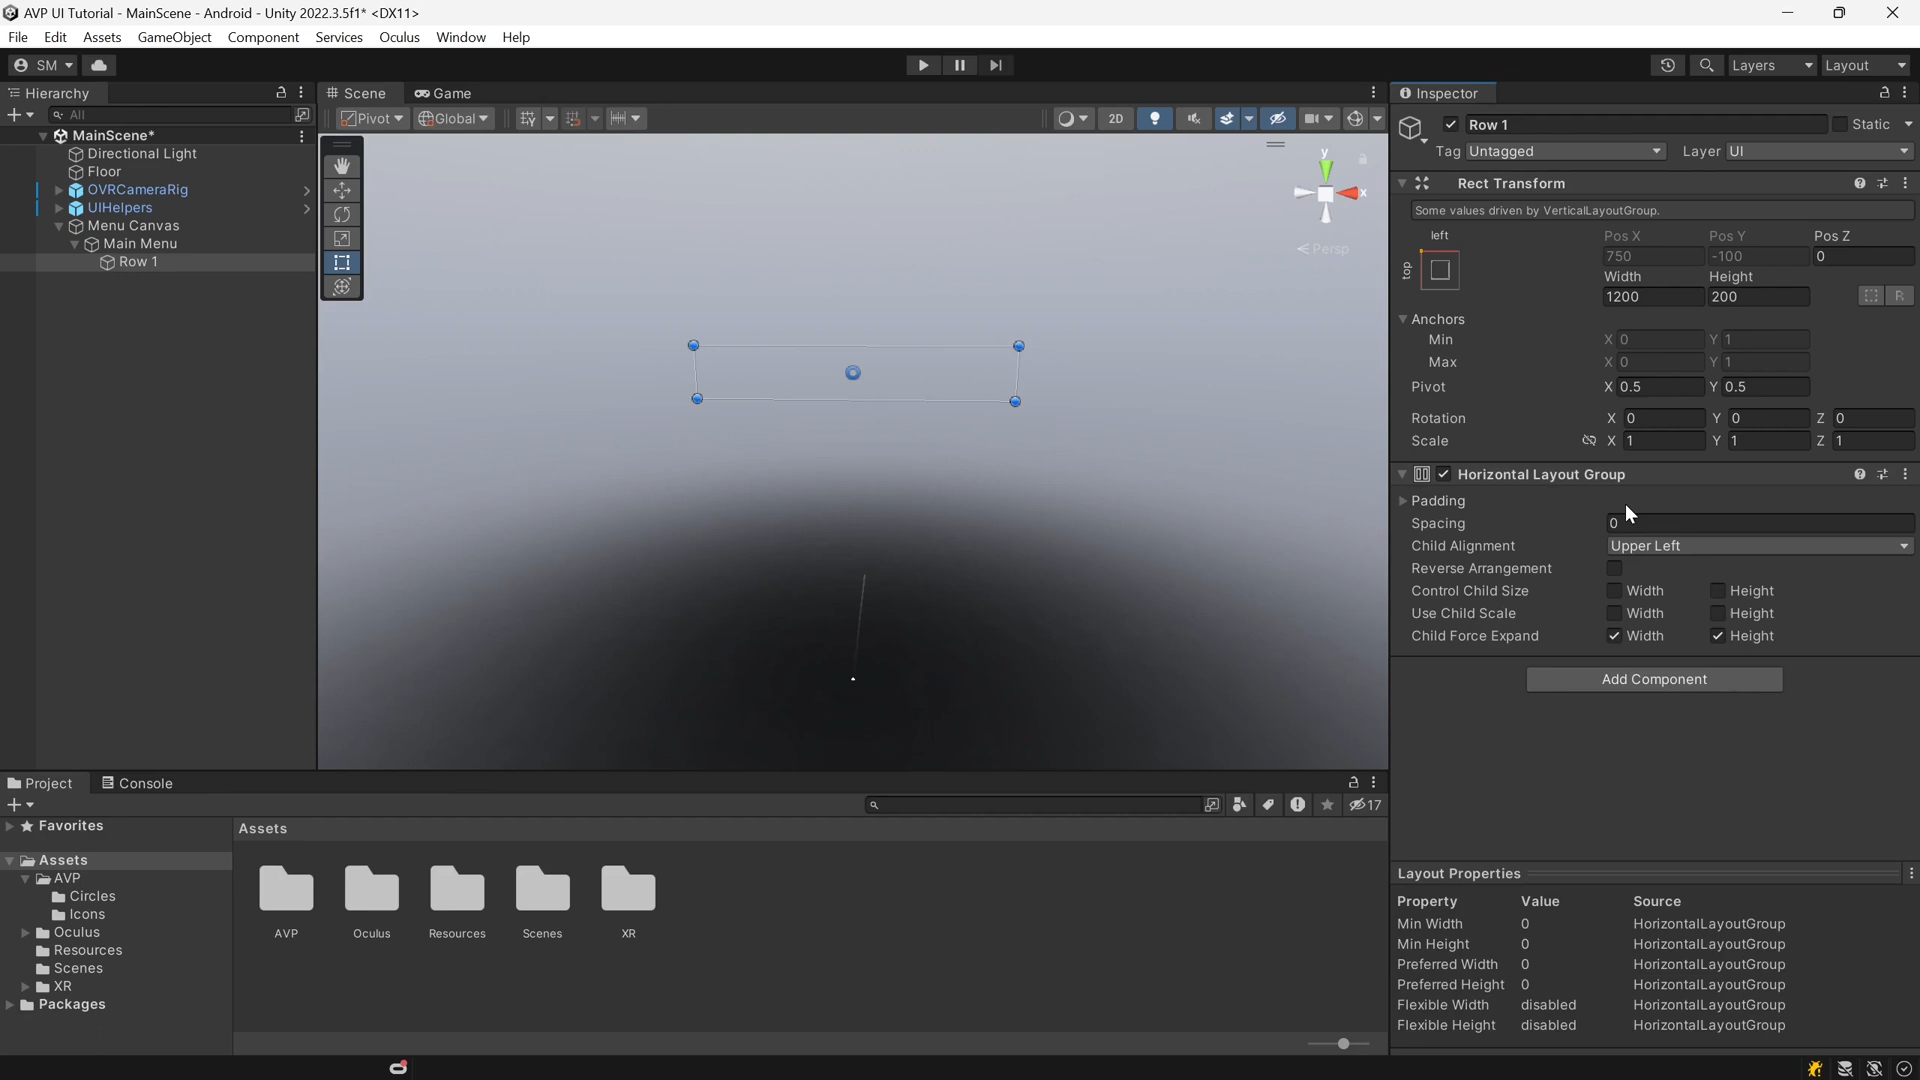 AVP UI Tutorial - MainScene - Android - Unity 2022.3.5f1* <DX11>
File Edit Assets GameObject Component Services Oculus Window Help
SM Layers Layout
Hierarchy Scene Game Inspector
All Pivot Global 2D
MainScene*
Directional Light
Floor
OVRCameraRig
UIHelpers
Menu Canvas
Main Menu
Row 1
y
x
Persp
Row 1 Static
Tag Untagged Layer UI
Rect Transform
Some values driven by VerticalLayoutGroup.
left Pos X Pos Y Pos Z
top 750 -100 0
Width Height
1200 200 R
Anchors
Min X 0 Y 1
Max X 0 Y 1
Pivot X 0.5 Y 0.5
Rotation X 0 Y 0 Z 0
Scale X 1 Y 1 Z 1
Horizontal Layout Group
Padding
Spacing 0
Child Alignment Upper Left
Reverse Arrangement
Control Child Size Width Height
Use Child Scale Width Height
Child Force Expand Width Height
Add Component
Project Console
17
Favorites
Assets
AVP
Circles
Icons
Oculus
Resources
Scenes
XR
Packages
Assets
AVP Oculus Resources Scenes XR
Layout Properties
Property Value Source
Min Width 0 HorizontalLayoutGroup
Min Height 0 HorizontalLayoutGroup
Preferred Width 0 HorizontalLayoutGroup
Preferred Height 0 HorizontalLayoutGroup
Flexible Width disabled HorizontalLayoutGroup
Flexible Height disabled HorizontalLayoutGroup